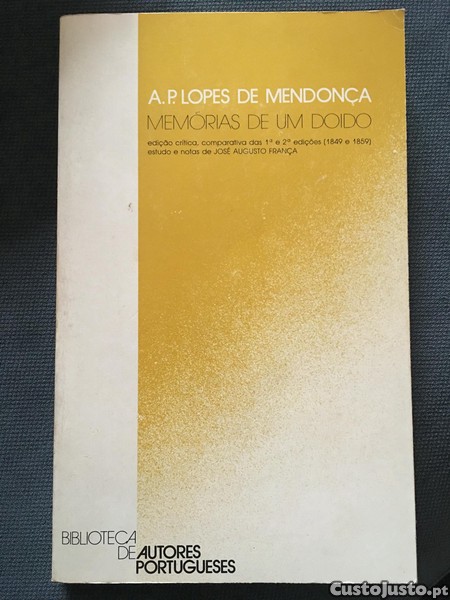 A.P. LOPES DE MENDONÇA
MEMÓRIAS DE UM DOIDO
edição crítica, comparativa das 1ª e 2ª edições (1849 e 1859)
estudo e notas de JOSÉ AUGUSTO FRANÇA
BIBLIOTECA
DE AUTORES
PORTUGUESES
CustoJusto.pt